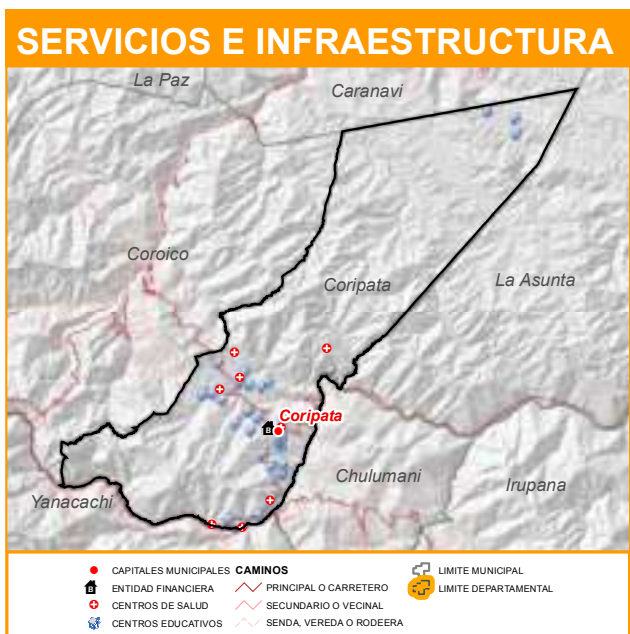 SERVICIOS E INFRAESTRUCTURA
La Paz
Caranavi
Coroico
Coripata
La Asunta
Coripata
B
Chulumani
Irupana
Yanacachi
CAPITALES MUNICIPALES
B ENTIDAD FINANCIERA
CENTROS DE SALUD
CENTROS EDUCATIVOS
CAMINOS
PRINCIPAL O CARRETERO
SECUNDARIO O VECINAL
SENDA, VEREDA O RODEERA
LIMITE MUNICIPAL
LIMITE DEPARTAMENTAL